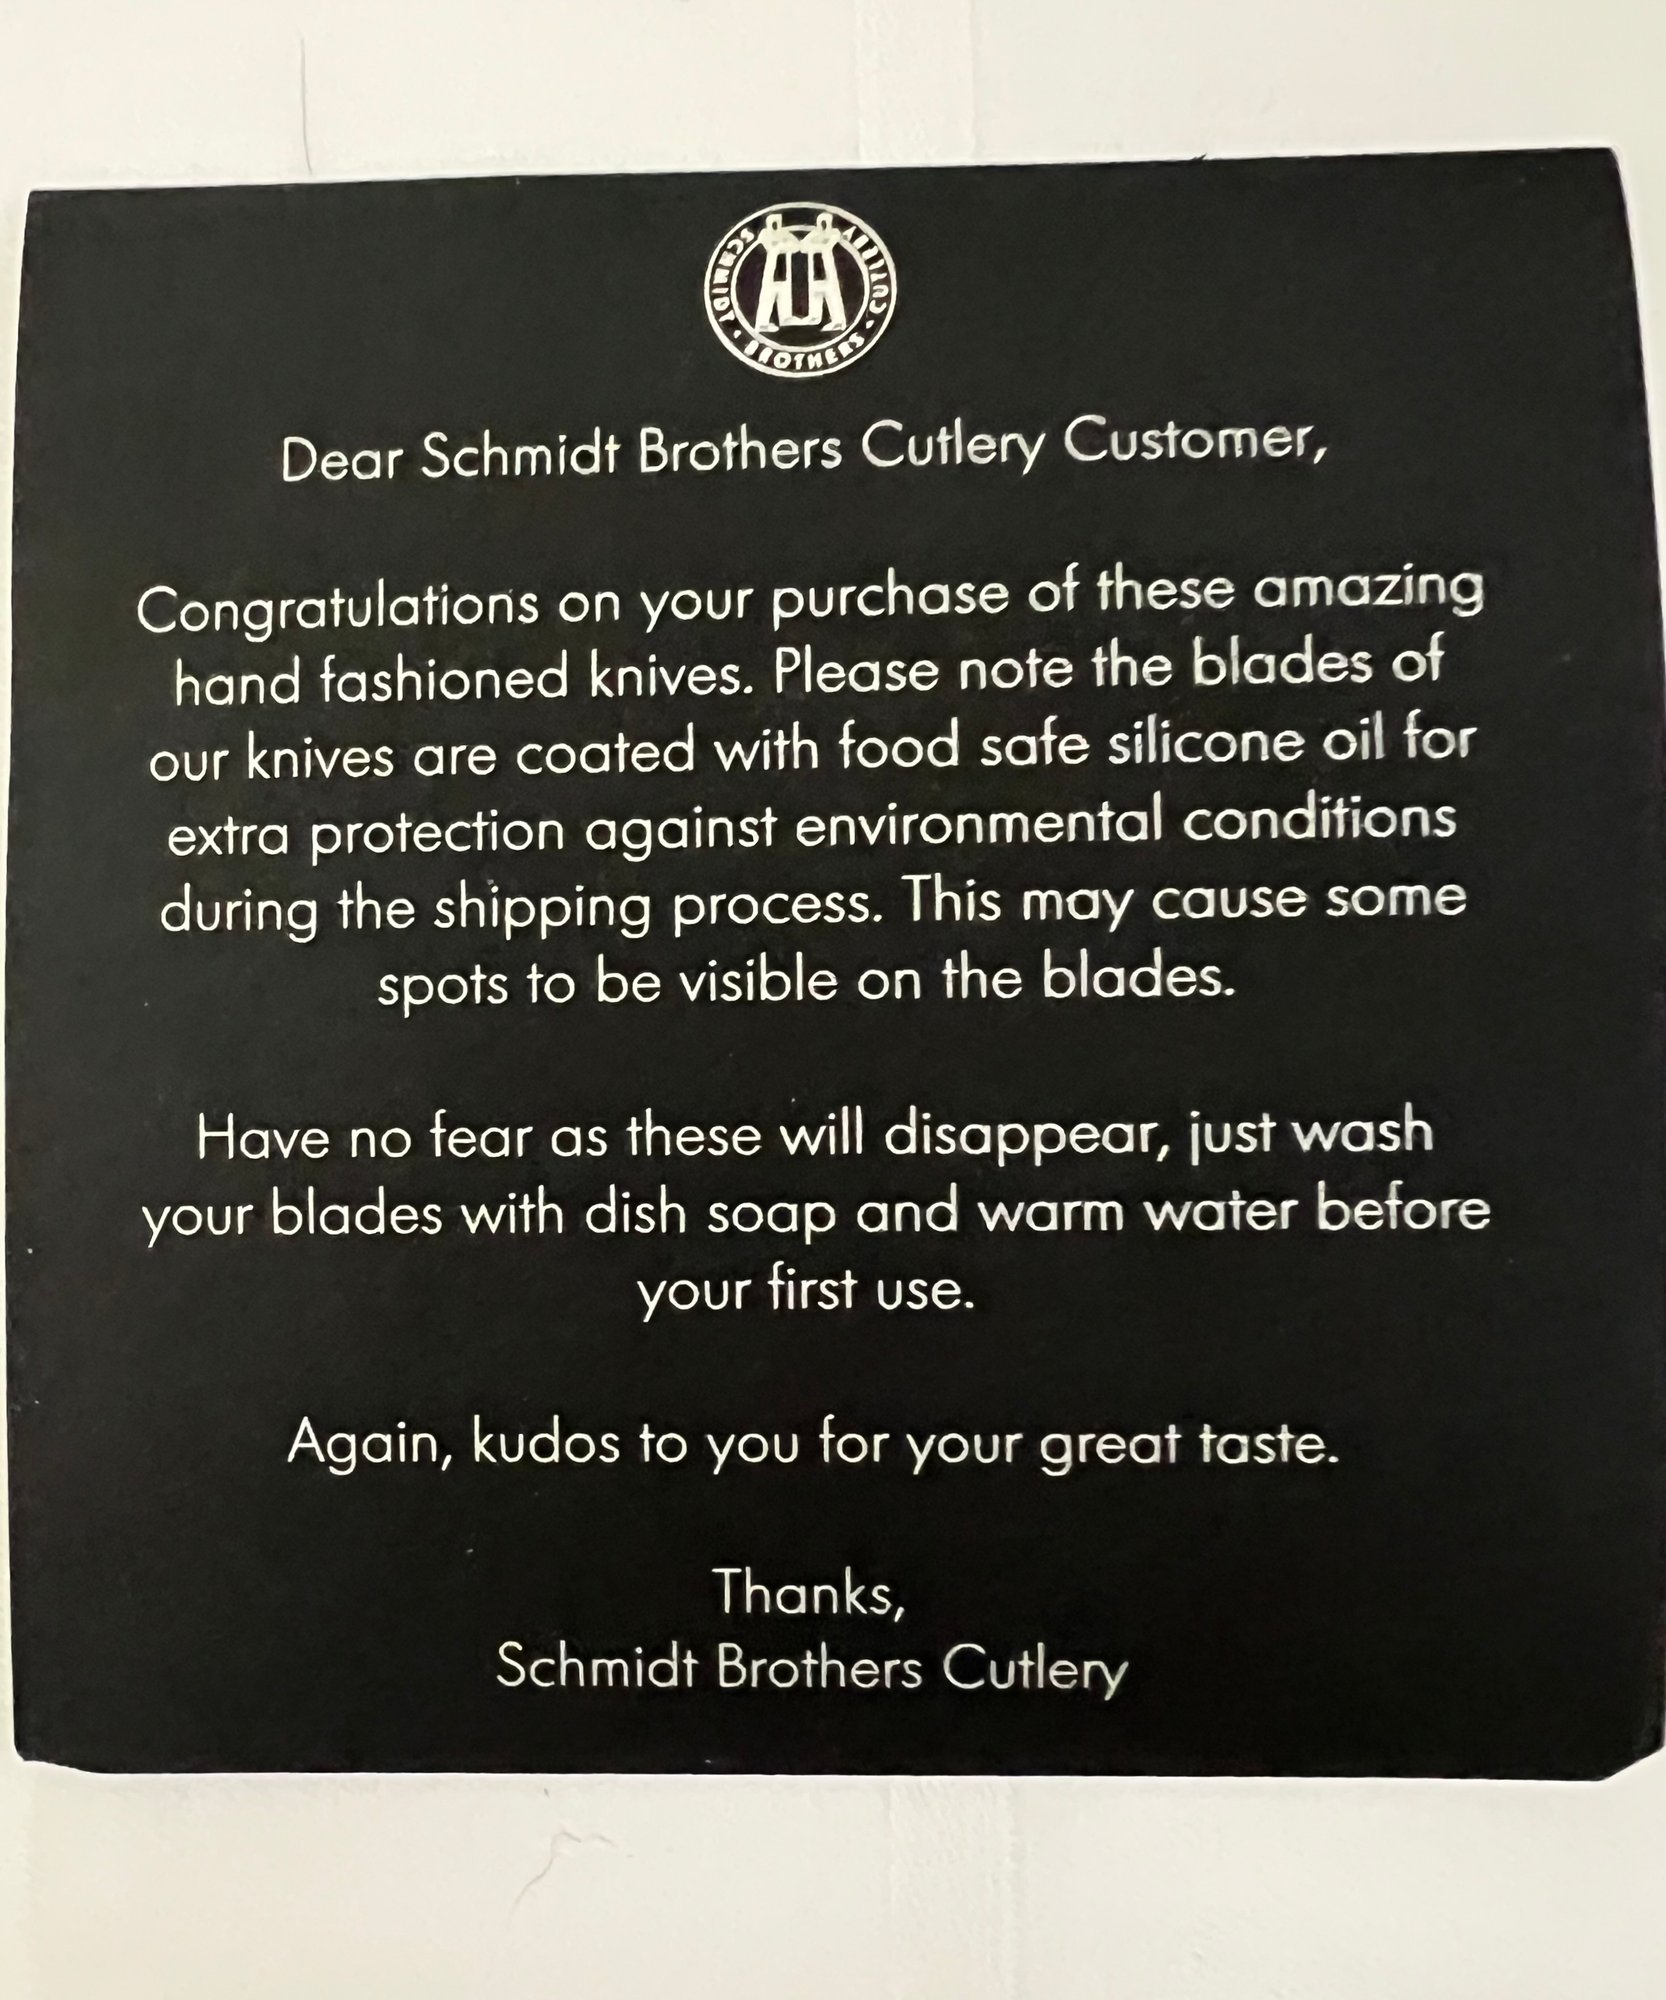 SCHMIDT • BROTHERS • CUTLERY
Dear Schmidt Brothers Cutlery Customer,
Congratulations on your purchase of these amazing
hand fashioned knives. Please note the blades of
our knives are coated with food safe silicone oil for
extra protection against environmental conditions
during the shipping process. This may cause some
spots to be visible on the blades.
Have no fear as these will disappear, just wash
your blades with dish soap and warm water before
your first use.
Again, kudos to you for your great taste.
Thanks,
Schmidt Brothers Cutlery